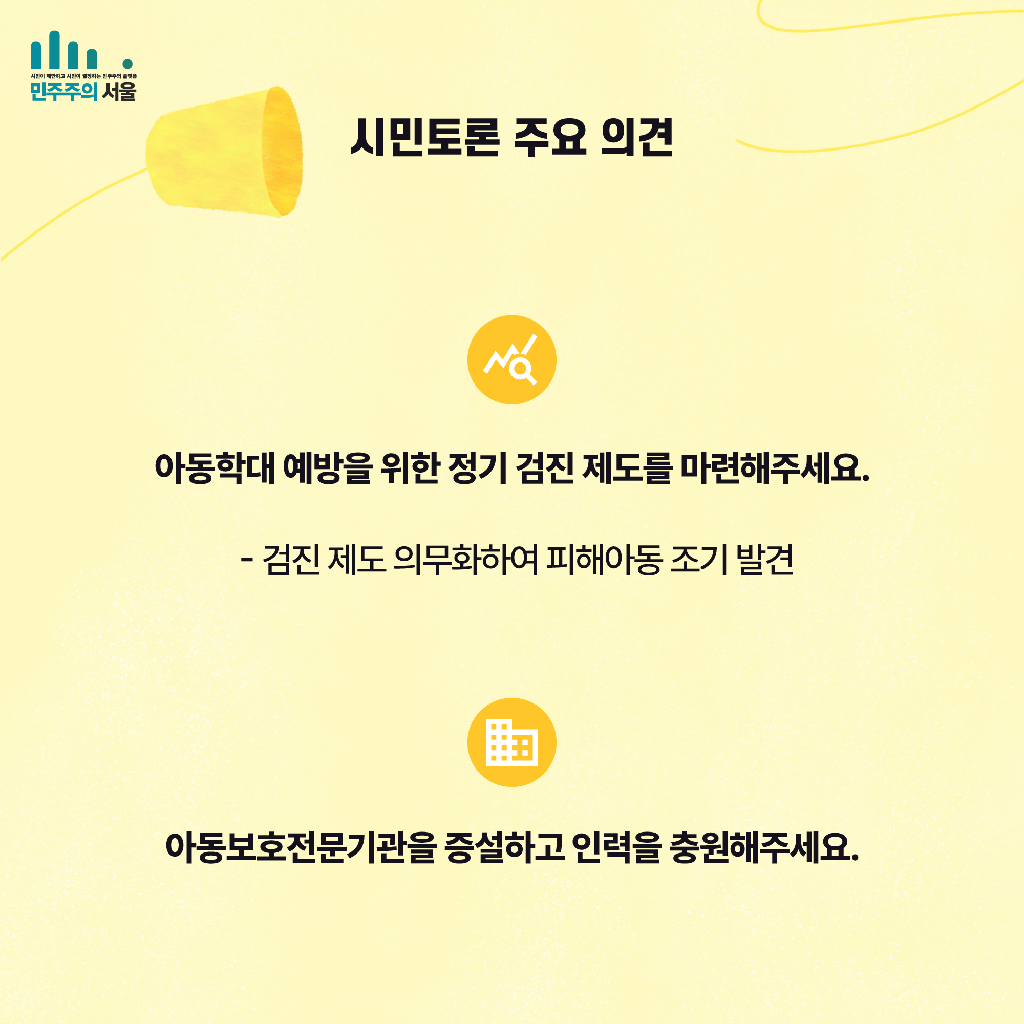 시민이 제안하고 시민이 결정하는 민주주의 플랫폼
민주주의 서울
시민토론 주요 의견
아동학대 예방을 위한 정기 검진 제도를 마련해주세요.
- 검진 제도 의무화하여 피해아동 조기 발견
아동보호전문기관을 증설하고 인력을 충원해주세요.